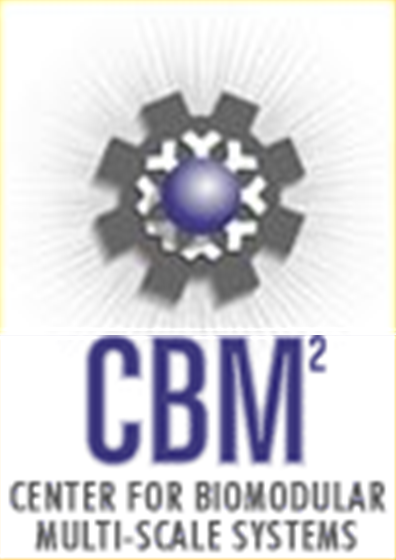 CBM²
CENTER FOR BIOMODULAR
MULTI-SCALE SYSTEMS